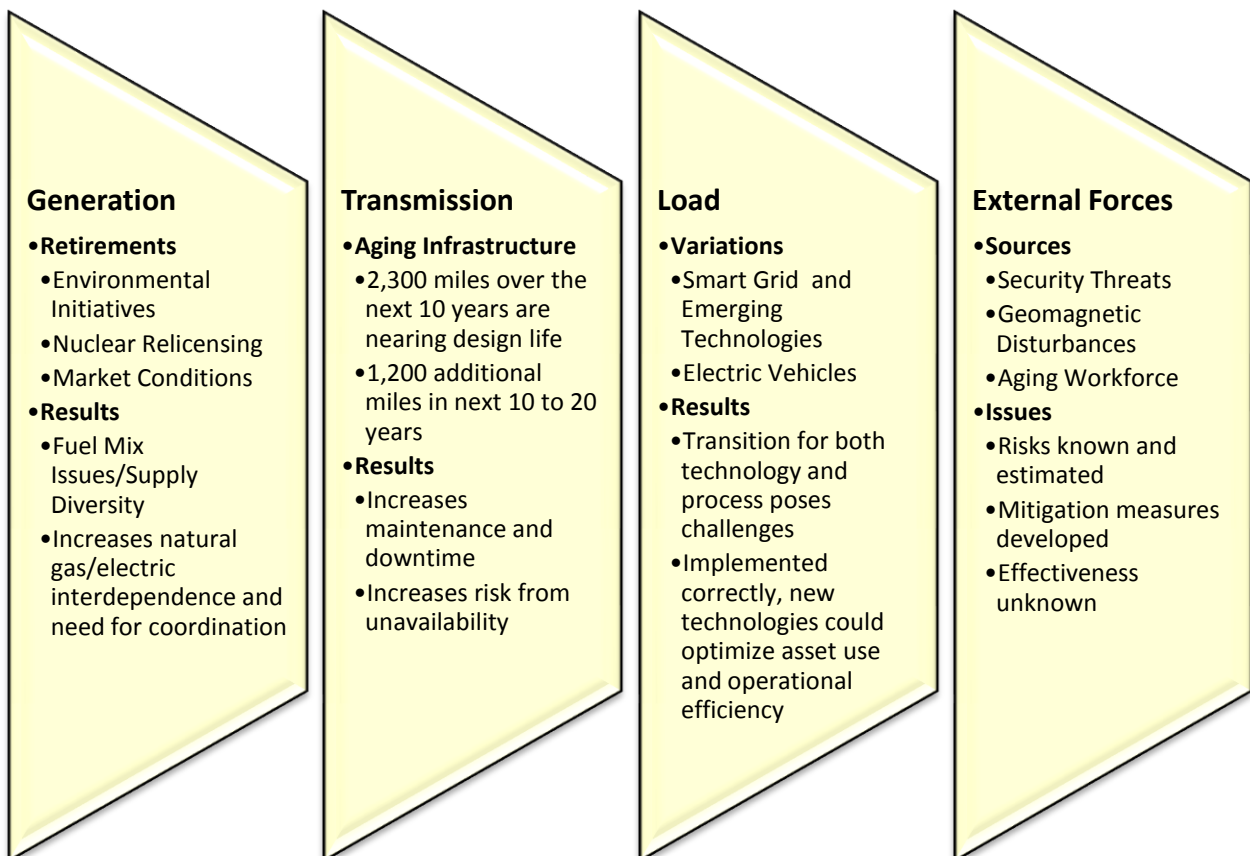 Generation
•Retirements
•Environmental
Initiatives
•Nuclear Relicensing
•Market Conditions
•Results
•Fuel Mix
Issues/Supply
Diversity
•Increases natural
gas/electric
interdependence and
need for coordination
Transmission
•Aging Infrastructure
•2,300 miles over the
next 10 years are
nearing design life
•1,200 additional
miles in next 10 to 20
years
•Results
•Increases
maintenance and
downtime
•Increases risk from
unavailability
Load
•Variations
•Smart Grid and
Emerging
Technologies
•Electric Vehicles
•Results
•Transition for both
technology and
process poses
challenges
•Implemented
correctly, new
technologies could
optimize asset use
and operational
efficiency
External Forces
•Sources
•Security Threats
•Geomagnetic
Disturbances
•Aging Workforce
•Issues
•Risks known and
estimated
•Mitigation measures
developed
•Effectiveness
unknown